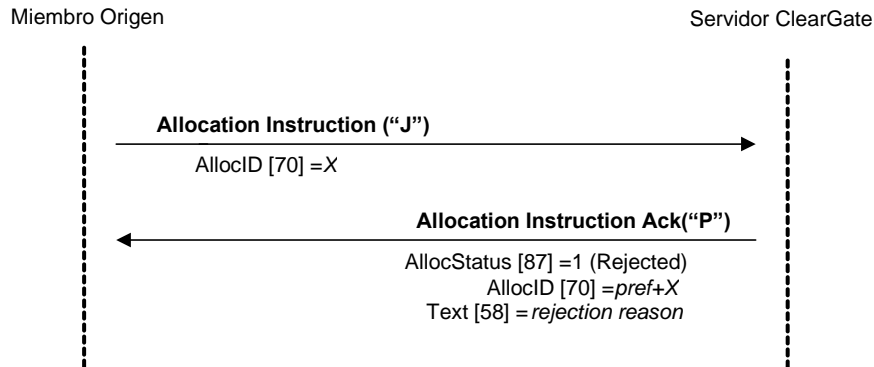 Miembro Origen
Servidor ClearGate
Allocation Instruction ("J")
AllocID [70] =X
Allocation Instruction Ack("P")
AllocStatus [87] =1 (Rejected)
AllocID [70] =pref+X
Text [58] =rejection reason